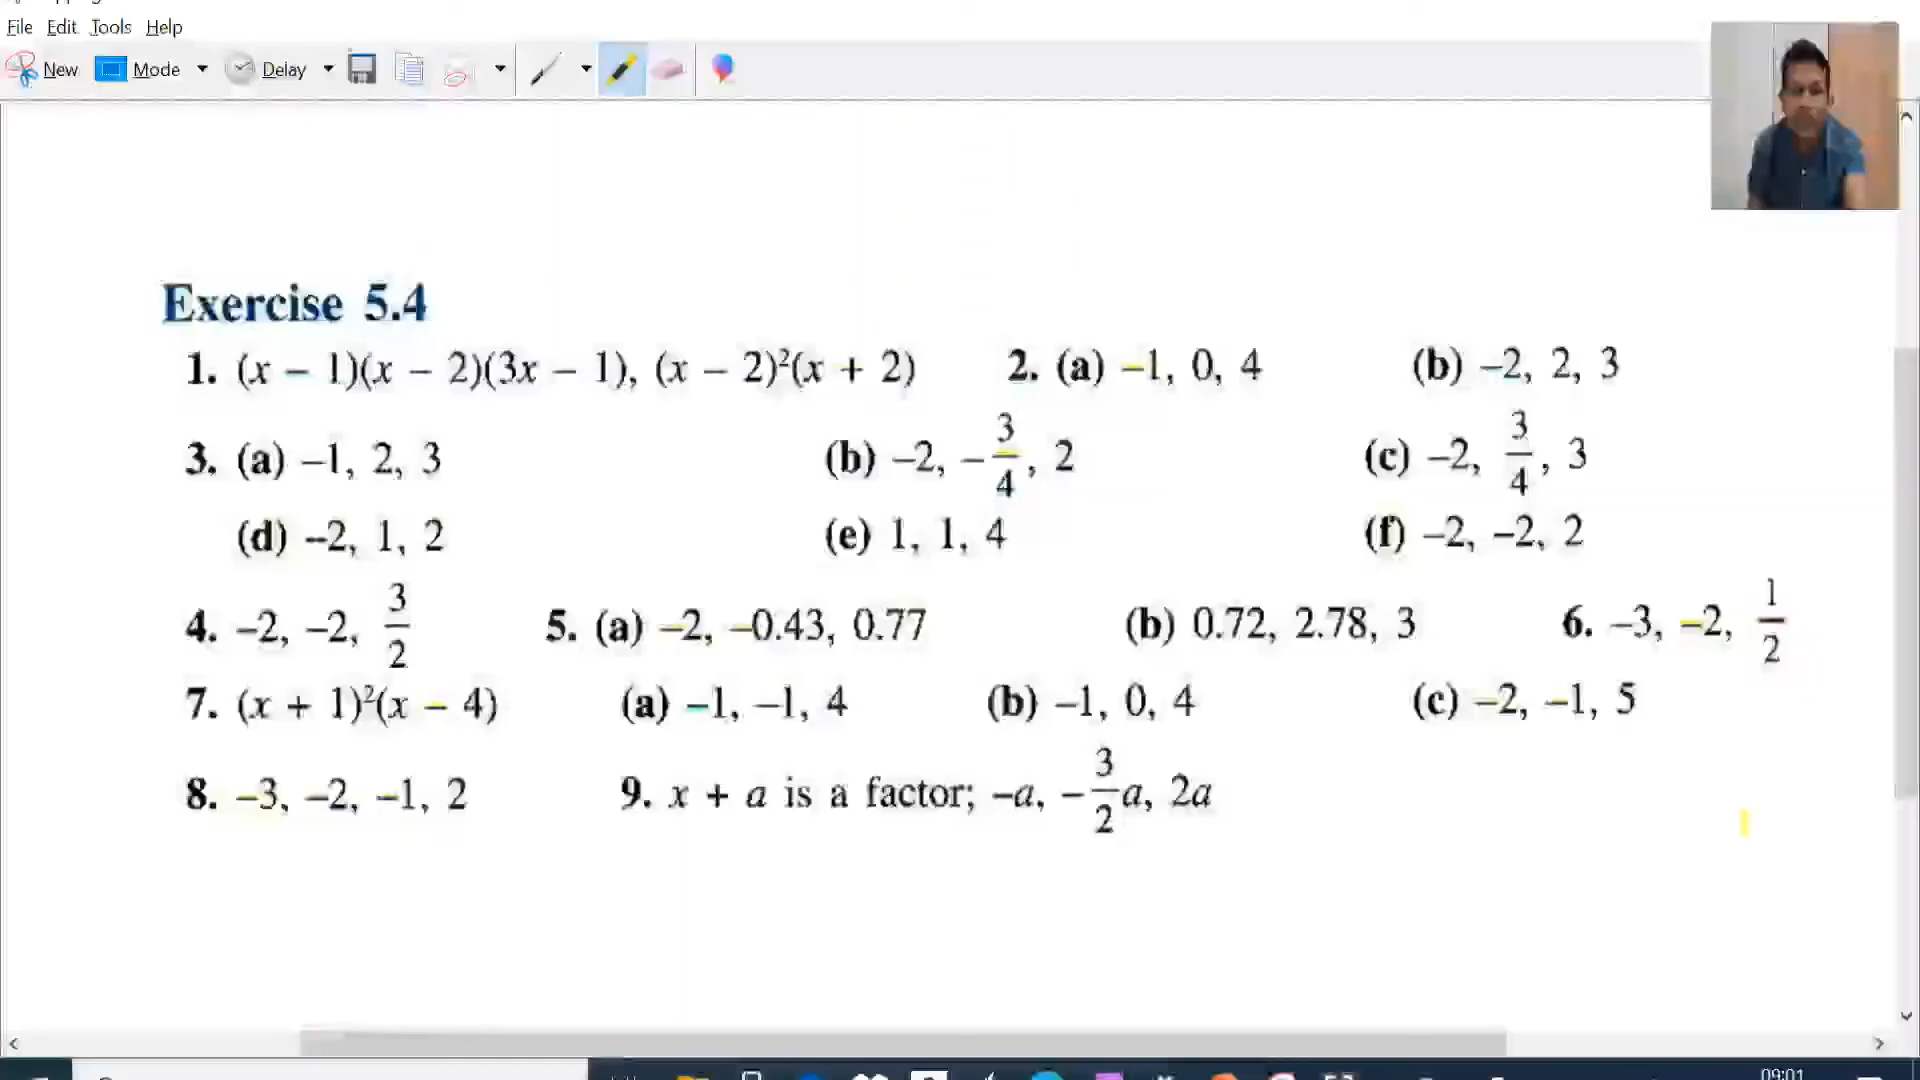 File Edit Tools Help
New Mode Delay
Exercise 5.4
1. (x – 1)(x – 2)(3x – 1), (x – 2)²(x + 2) 2. (a) –1, 0, 4 (b) –2, 2, 3
3. (a) –1, 2, 3 (b) –2, –3/4, 2 (c) –2, 3/4, 3
(d) –2, 1, 2 (e) 1, 1, 4 (f) –2, –2, 2
4. –2, –2, 3/2 5. (a) –2, –0.43, 0.77 (b) 0.72, 2.78, 3 6. –3, –2, 1/2
7. (x + 1)²(x – 4) (a) –1, –1, 4 (b) –1, 0, 4 (c) –2, –1, 5
8. –3, –2, –1, 2 9. x + a is a factor; –a, –3/2a, 2a
09:01